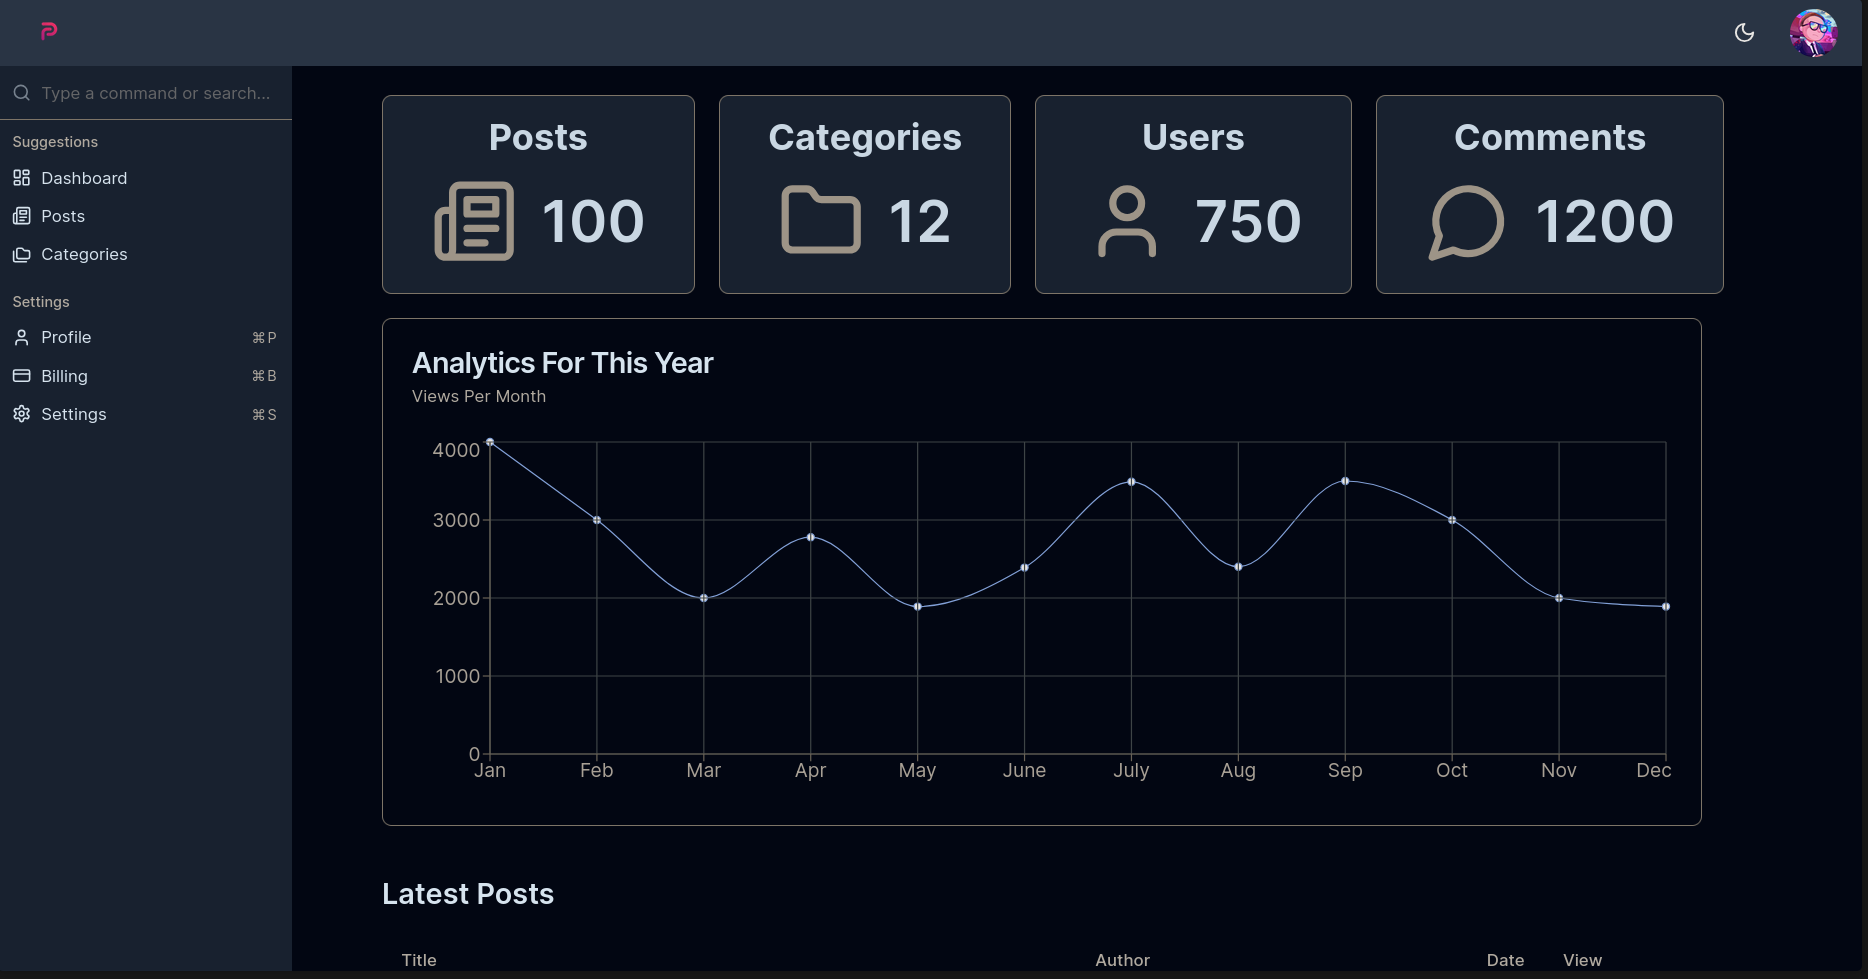 Type a command or search...
Suggestions
Dashboard
Posts
Categories
Settings
Profile ⌘P
Billing ⌘B
Settings ⌘S
Posts
100
Categories
12
Users
750
Comments
1200
Analytics For This Year
Views Per Month
4000
3000
2000
1000
0
Jan Feb Mar Apr May June July Aug Sep Oct Nov Dec
Latest Posts
Title Author Date View